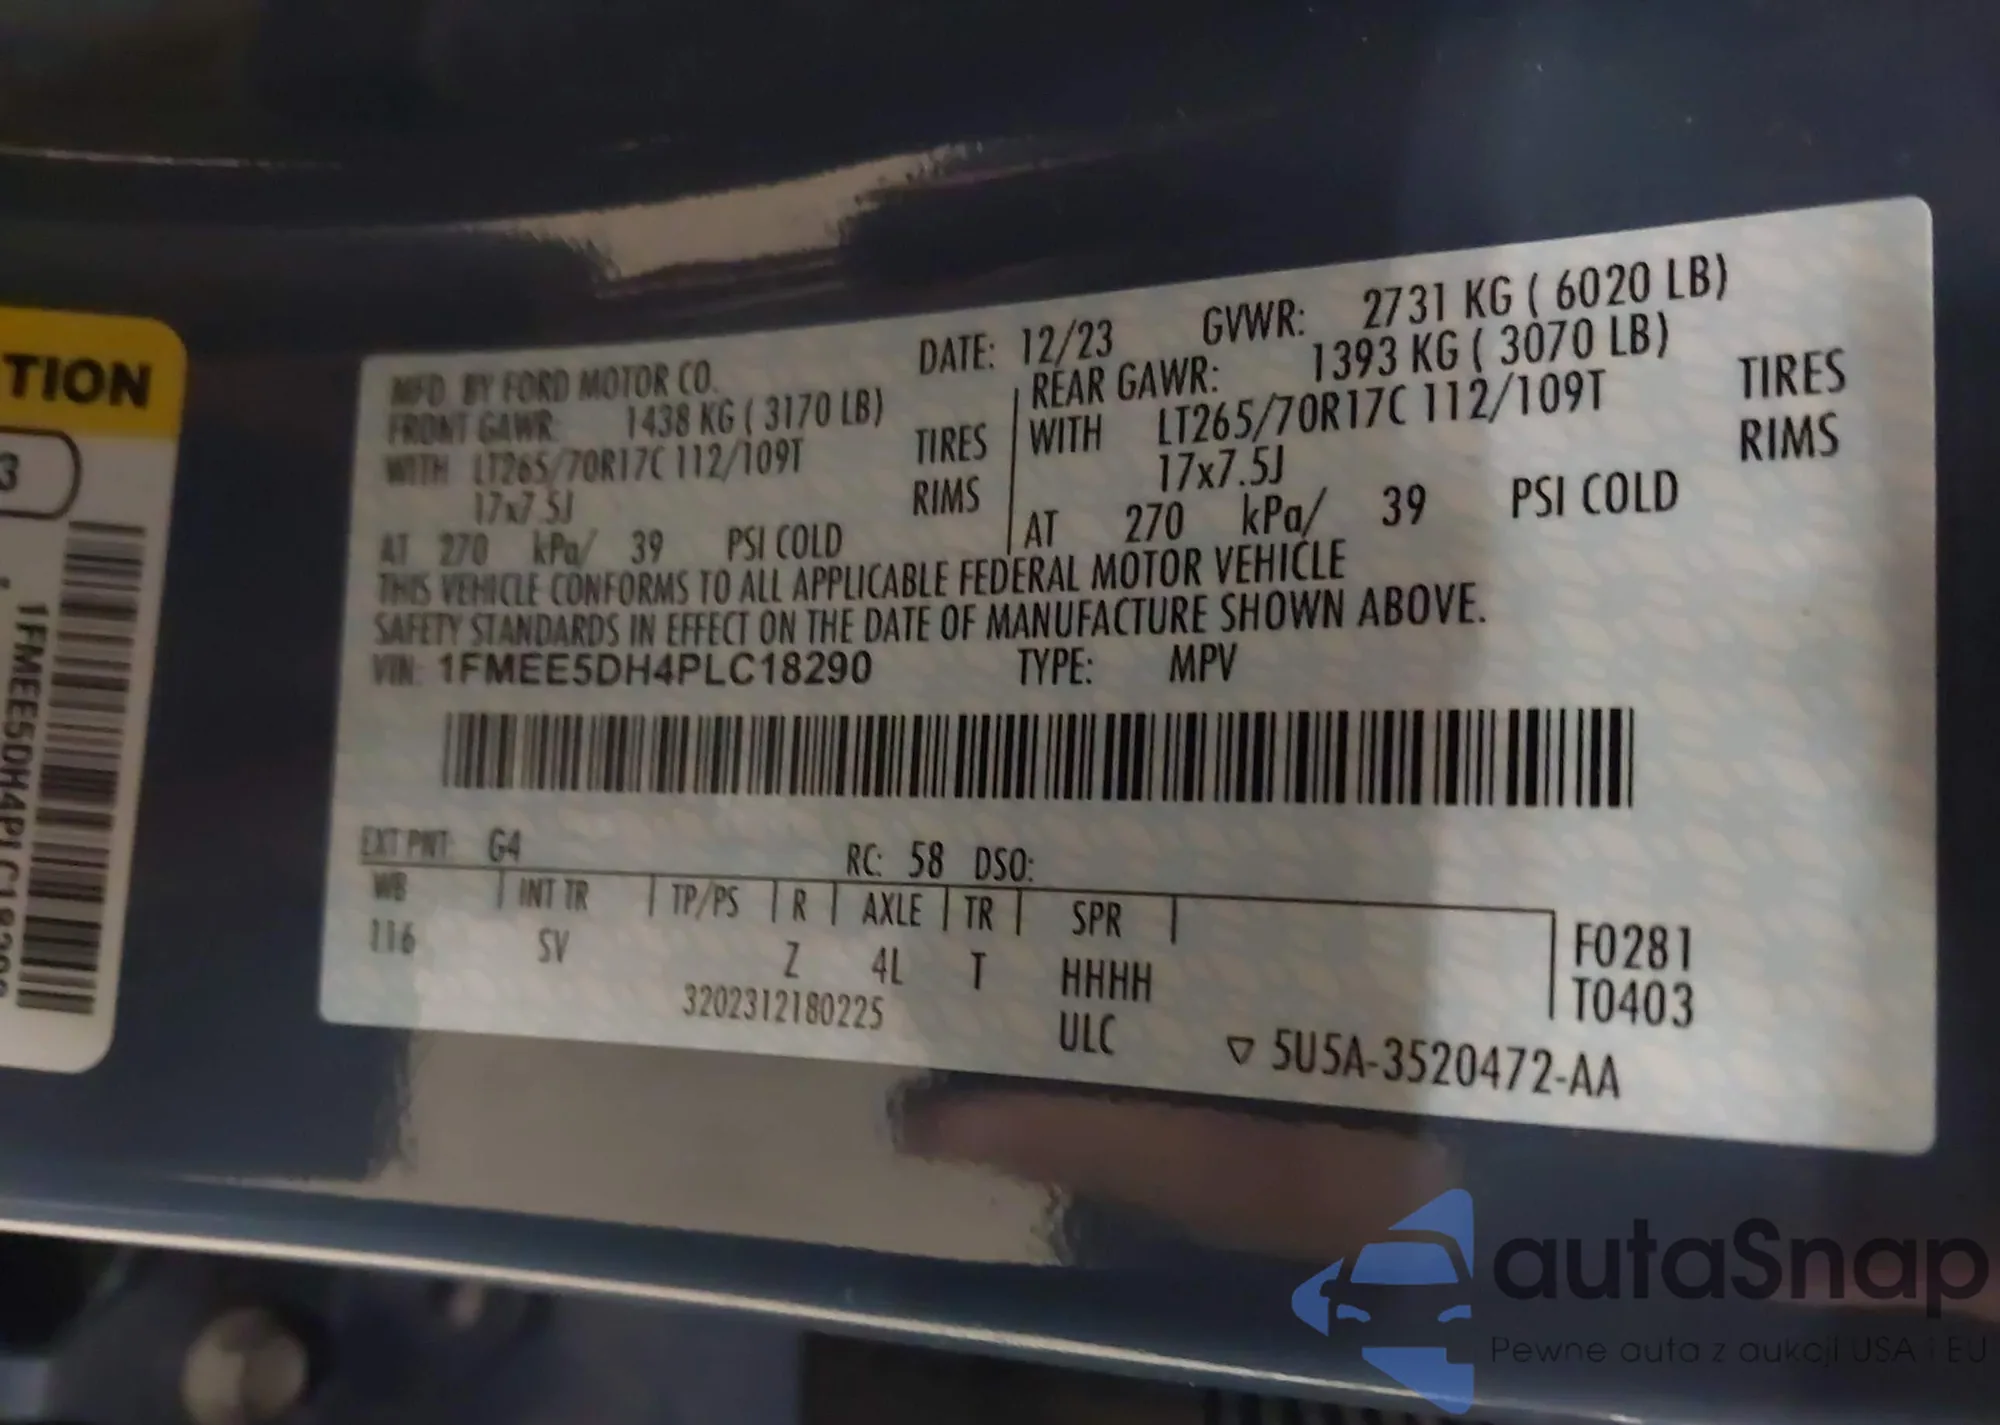 TION
3
1FMEE5DH4PLC18290
MFD. BY FORD MOTOR CO.
DATE: 12/23
GVWR: 2731 KG ( 6020 LB)
FRONT GAWR: 1438 KG ( 3170 LB)
WITH LT265/70R17C 112/109T TIRES
17x7.5J RIMS
AT 270 kPa/ 39 PSI COLD
REAR GAWR: 1393 KG ( 3070 LB)
WITH LT265/70R17C 112/109T TIRES
17x7.5J RIMS
AT 270 kPa/ 39 PSI COLD
THIS VEHICLE CONFORMS TO ALL APPLICABLE FEDERAL MOTOR VEHICLE
SAFETY STANDARDS IN EFFECT ON THE DATE OF MANUFACTURE SHOWN ABOVE.
VIN: 1FMEE5DH4PLC18290 TYPE: MPV
EXT PNT: G4 RC: 58 DSO:
WB INT TR TP/PS R AXLE TR SPR
116 SV Z 4L T HHHH
3202312180225 ULC
F0281
T0403
▽ 5U5A-3520472-AA
autaSnap
Pewne auta z aukcji USA i EU